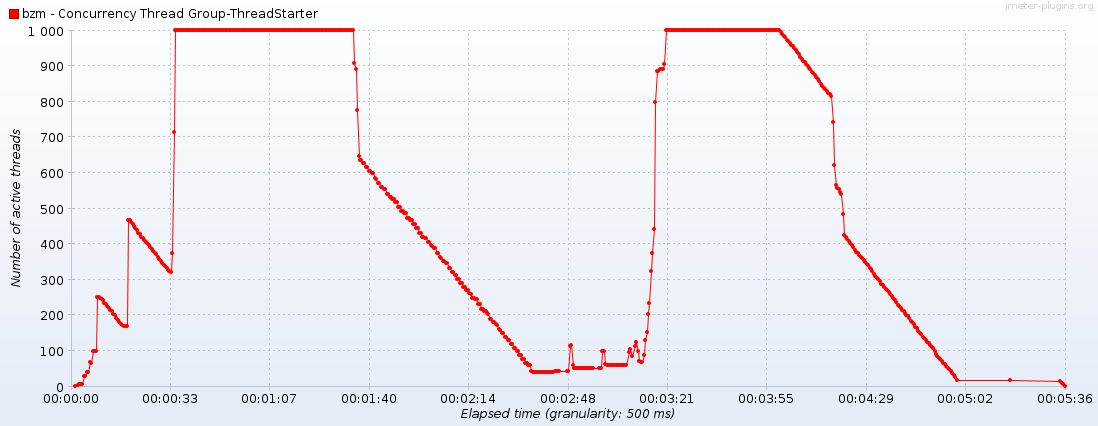 jmeter-plugins.org
bzm - Concurrency Thread Group-ThreadStarter
1 000
900
800
700
600
500
400
300
200
100
0
Number of active threads
00:00:00 00:00:33 00:01:07 00:01:40 00:02:14 00:02:48 00:03:21 00:03:55 00:04:29 00:05:02 00:05:36
Elapsed time (granularity: 500 ms)